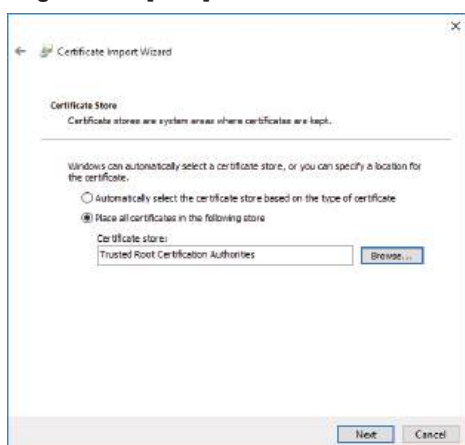 Certificate Import Wizard
Certificate Store
Certificate stores are system areas where certificates are kept.
Windows can automatically select a certificate store, or you can specify a location for
the certificate.
Automatically select the certificate store based on the type of certificate
Place all certificates in the following store
Certificate store:
Trusted Root Certification Authorities
Browse...
Next
Cancel